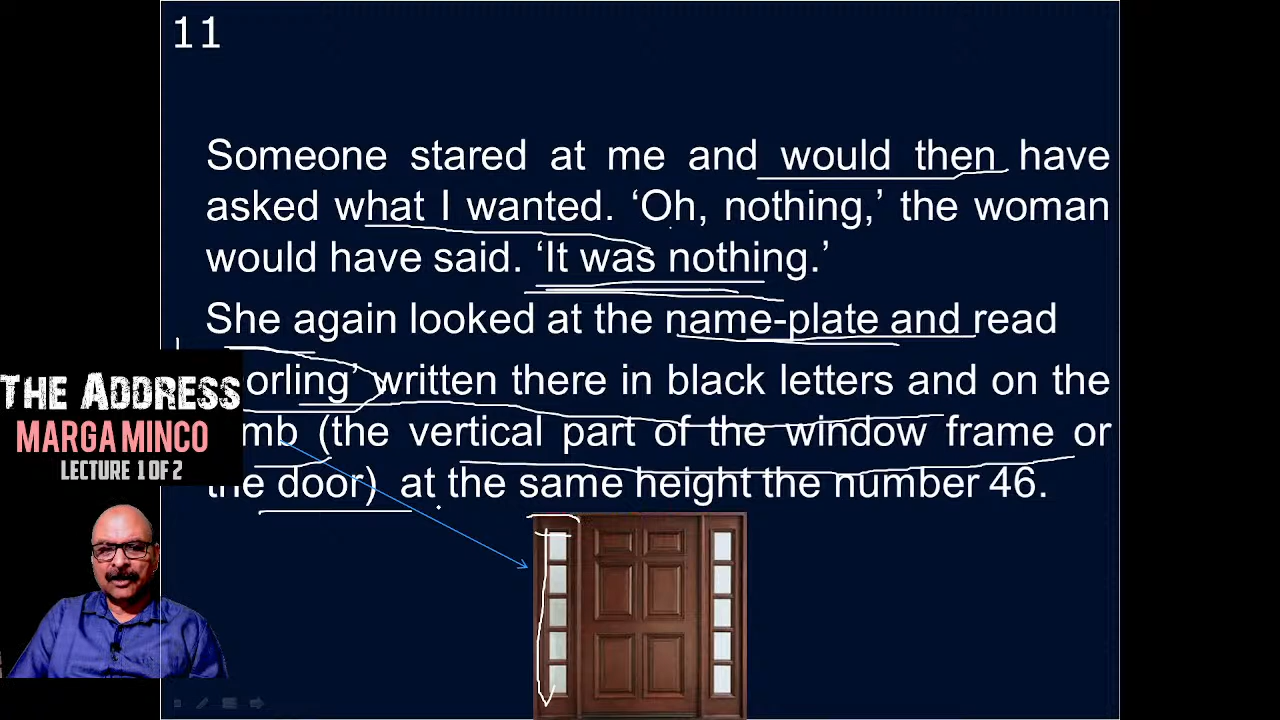 11
Someone stared at me and would then have
asked what I wanted. ‘Oh, nothing,’ the woman
would have said. ‘It was nothing.’
She again looked at the name-plate and read
orling’ written there in black letters and on the
mb (the vertical part of the window frame or
the door) at the same height the number 46.
THE ADDRESS
MARGA MINCO
LECTURE 1 OF 2